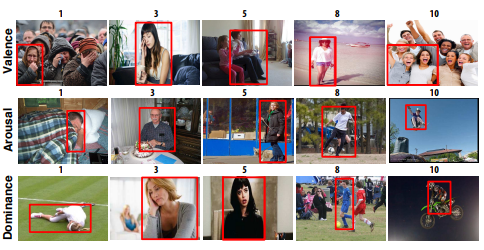 1 3 5 8 10
Valence
1 3 5 8 10
Arousal
1 3 5 8 10
Dominance